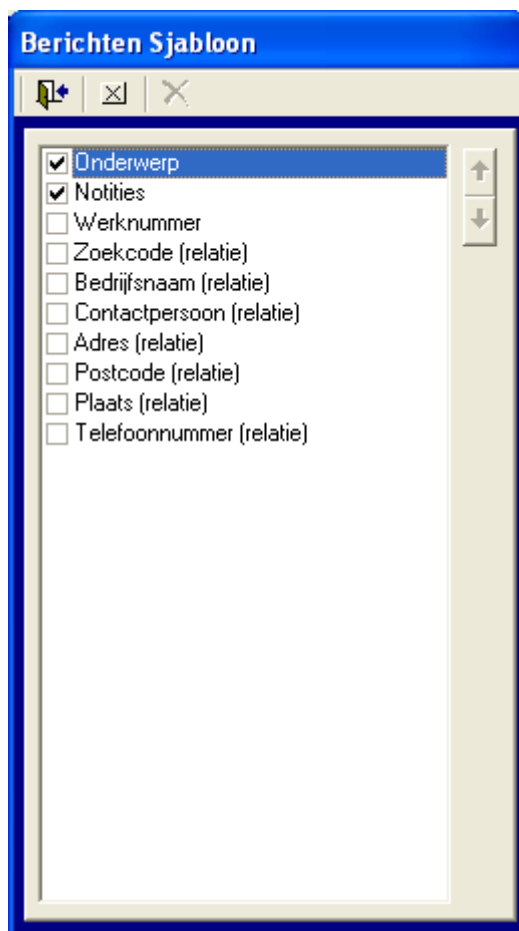 Berichten Sjabloon
Onderwerp
Notities
Werknummer
Zoekcode (relatie)
Bedrijfsnaam (relatie)
Contactpersoon (relatie)
Adres (relatie)
Postcode (relatie)
Plaats (relatie)
Telefoonnummer (relatie)